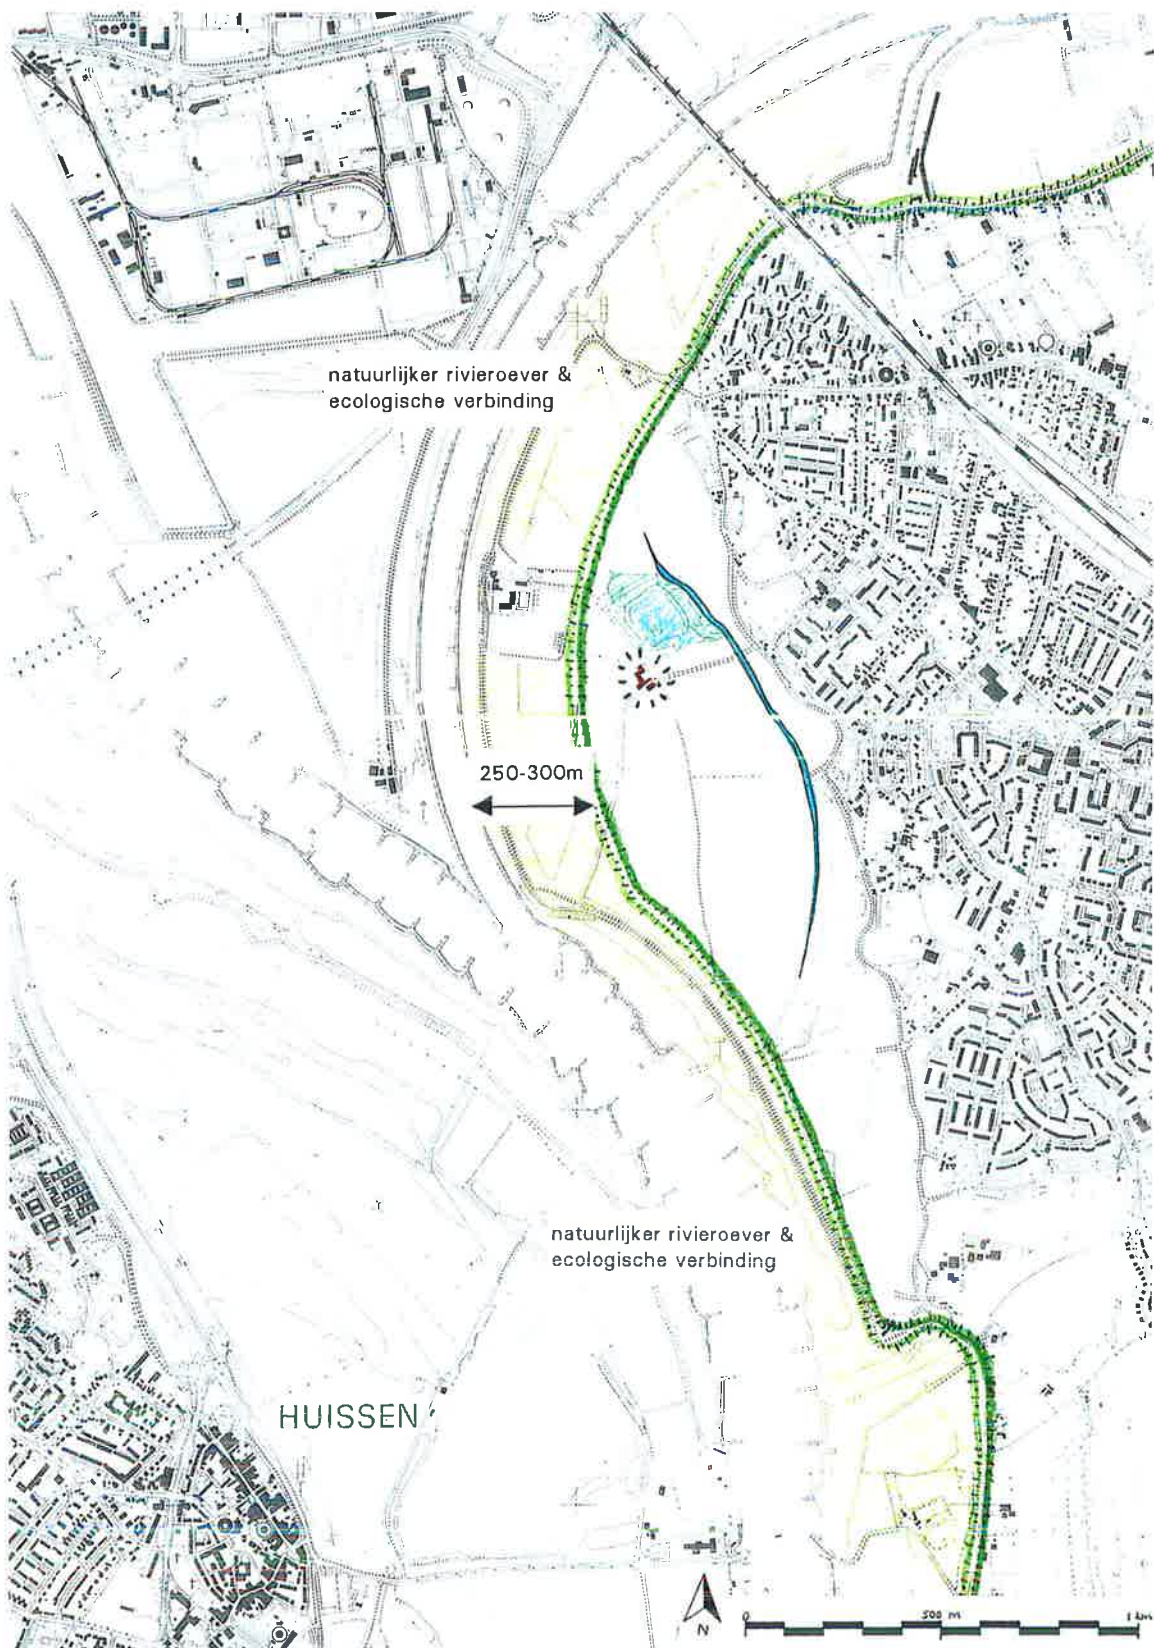 natuurlijker rivieroever &
ecologische verbinding
250-300m
natuurlijker rivieroever &
ecologische verbinding
HUISSEN
N
0 500 m 1 km